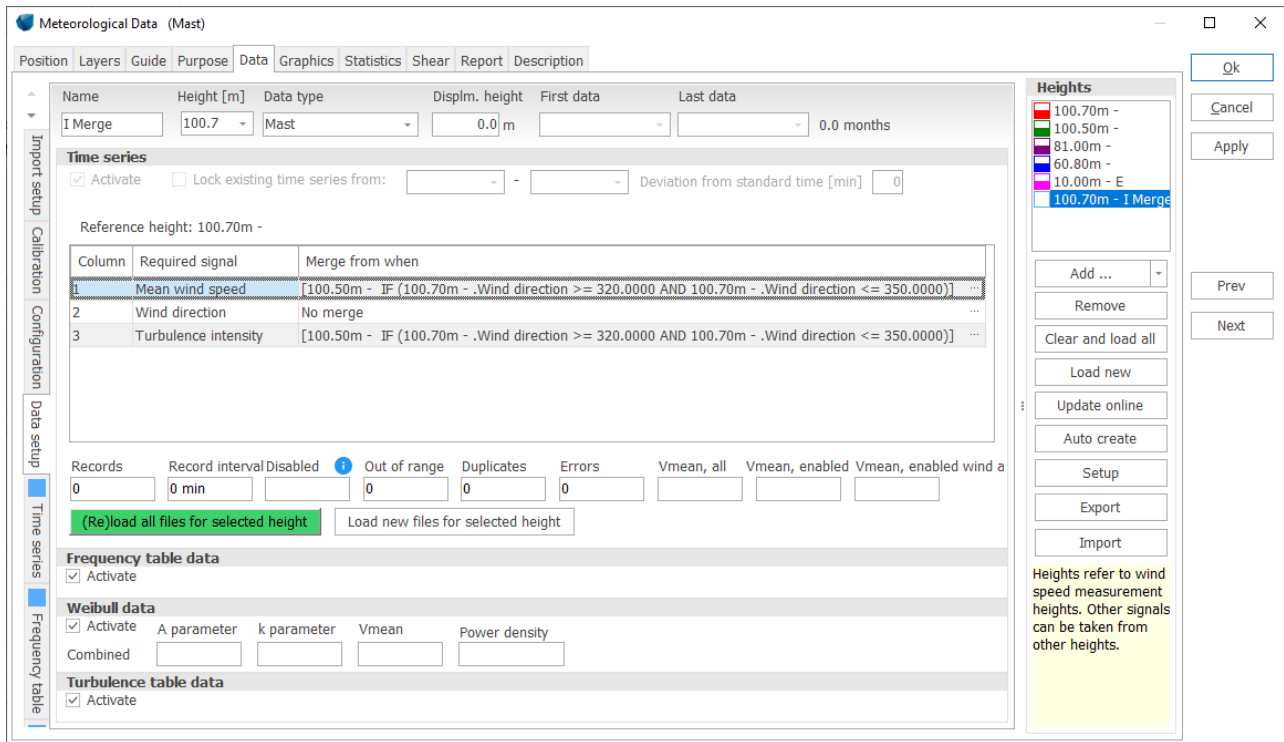 Meteorological Data (Mast)
Position Layers Guide Purpose Data Graphics Statistics Shear Report Description
Import setup
Calibration
Configuration
Data setup
Time series
Frequency table
Name Height [m] Data type Displm. height First data Last data
I Merge 100.7 Mast 0.0 m 0.0 months
Time series
Activate Lock existing time series from: - Deviation from standard time [min] 0
Reference height: 100.70m -
Column Required signal Merge from when
1 Mean wind speed [100.50m - IF (100.70m - .Wind direction >= 320.0000 AND 100.70m - .Wind direction <= 350.0000)] ...
2 Wind direction No merge ...
3 Turbulence intensity [100.50m - IF (100.70m - .Wind direction >= 320.0000 AND 100.70m - .Wind direction <= 350.0000)] ...
Records Record interval Disabled i Out of range Duplicates Errors Vmean, all Vmean, enabled Vmean, enabled wind a
0 0 min 0 0 0
(Re)load all files for selected height Load new files for selected height
Frequency table data
Activate
Weibull data
Activate A parameter k parameter Vmean Power density
Combined
Turbulence table data
Activate
Heights
100.70m -
100.50m -
81.00m -
60.80m -
10.00m - E
100.70m - I Merge
Add ...
Remove
Clear and load all
Load new
Update online
Auto create
Setup
Export
Import
Heights refer to wind
speed measurement
heights. Other signals
can be taken from
other heights.
Ok
Cancel
Apply
Prev
Next